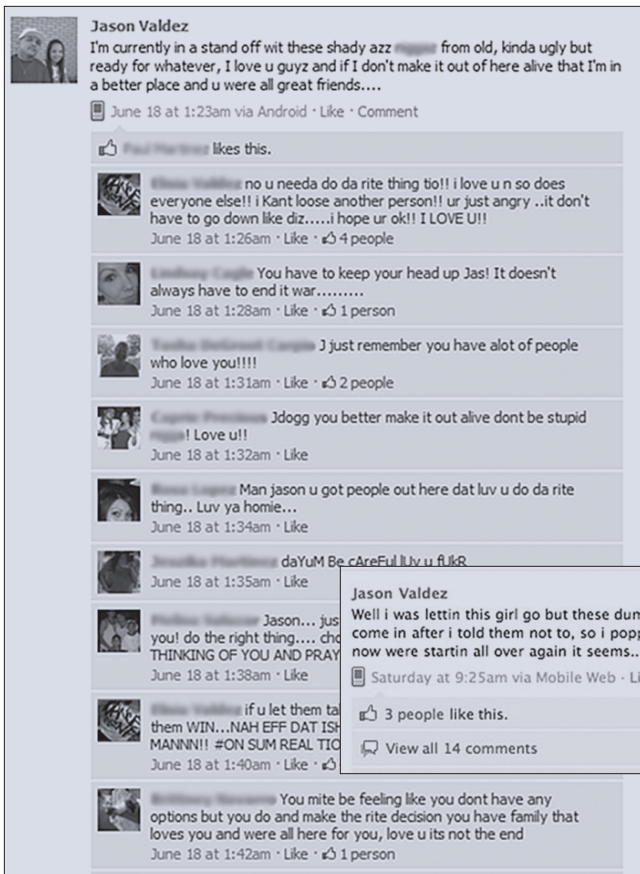 Jason Valdez
I'm currently in a stand off wit these shady azz from old, kinda ugly but
ready for whatever, I love u guyz and if I don't make it out of here alive that I'm in
a better place and u were all great friends....
June 18 at 1:23am via Android · Like · Comment
likes this.
no u needa do da rite thing tio!! i love u n so does
everyone else!! i Kant loose another person!! ur just angry ..it don't
have to go down like diz.....i hope ur ok!! I LOVE U!!
June 18 at 1:26am · Like · 4 people
You have to keep your head up Jas! It doesn't
always have to end it war.........
June 18 at 1:28am · Like · 1 person
J just remember you have alot of people
who love you!!!!
June 18 at 1:31am · Like · 2 people
Jdogg you better make it out alive dont be stupid
! Love u!!
June 18 at 1:32am · Like
Man jason u got people out here dat luv u do da rite
thing.. Luv ya homie...
June 18 at 1:34am · Like
daYuM Be cAreFul lUv u fUkR
June 18 at 1:35am · Like
Jason... jus
you! do the right thing.... cho
THINKING OF YOU AND PRAY
June 18 at 1:38am · Like
if u let them tal
them WIN...NAH EFF DAT ISH
MANNN!! #ON SUM REAL TIO
June 18 at 1:40am · Like ·
You mite be feeling like you dont have any
options but you do and make the rite decision you have family that
loves you and were all here for you, love u its not the end
June 18 at 1:42am · Like · 1 person
Jason Valdez
Well i was lettin this girl go but these dum
come in after i told them not to, so i popp
now were startin all over again it seems..
Saturday at 9:25am via Mobile Web · Li
3 people like this.
View all 14 comments